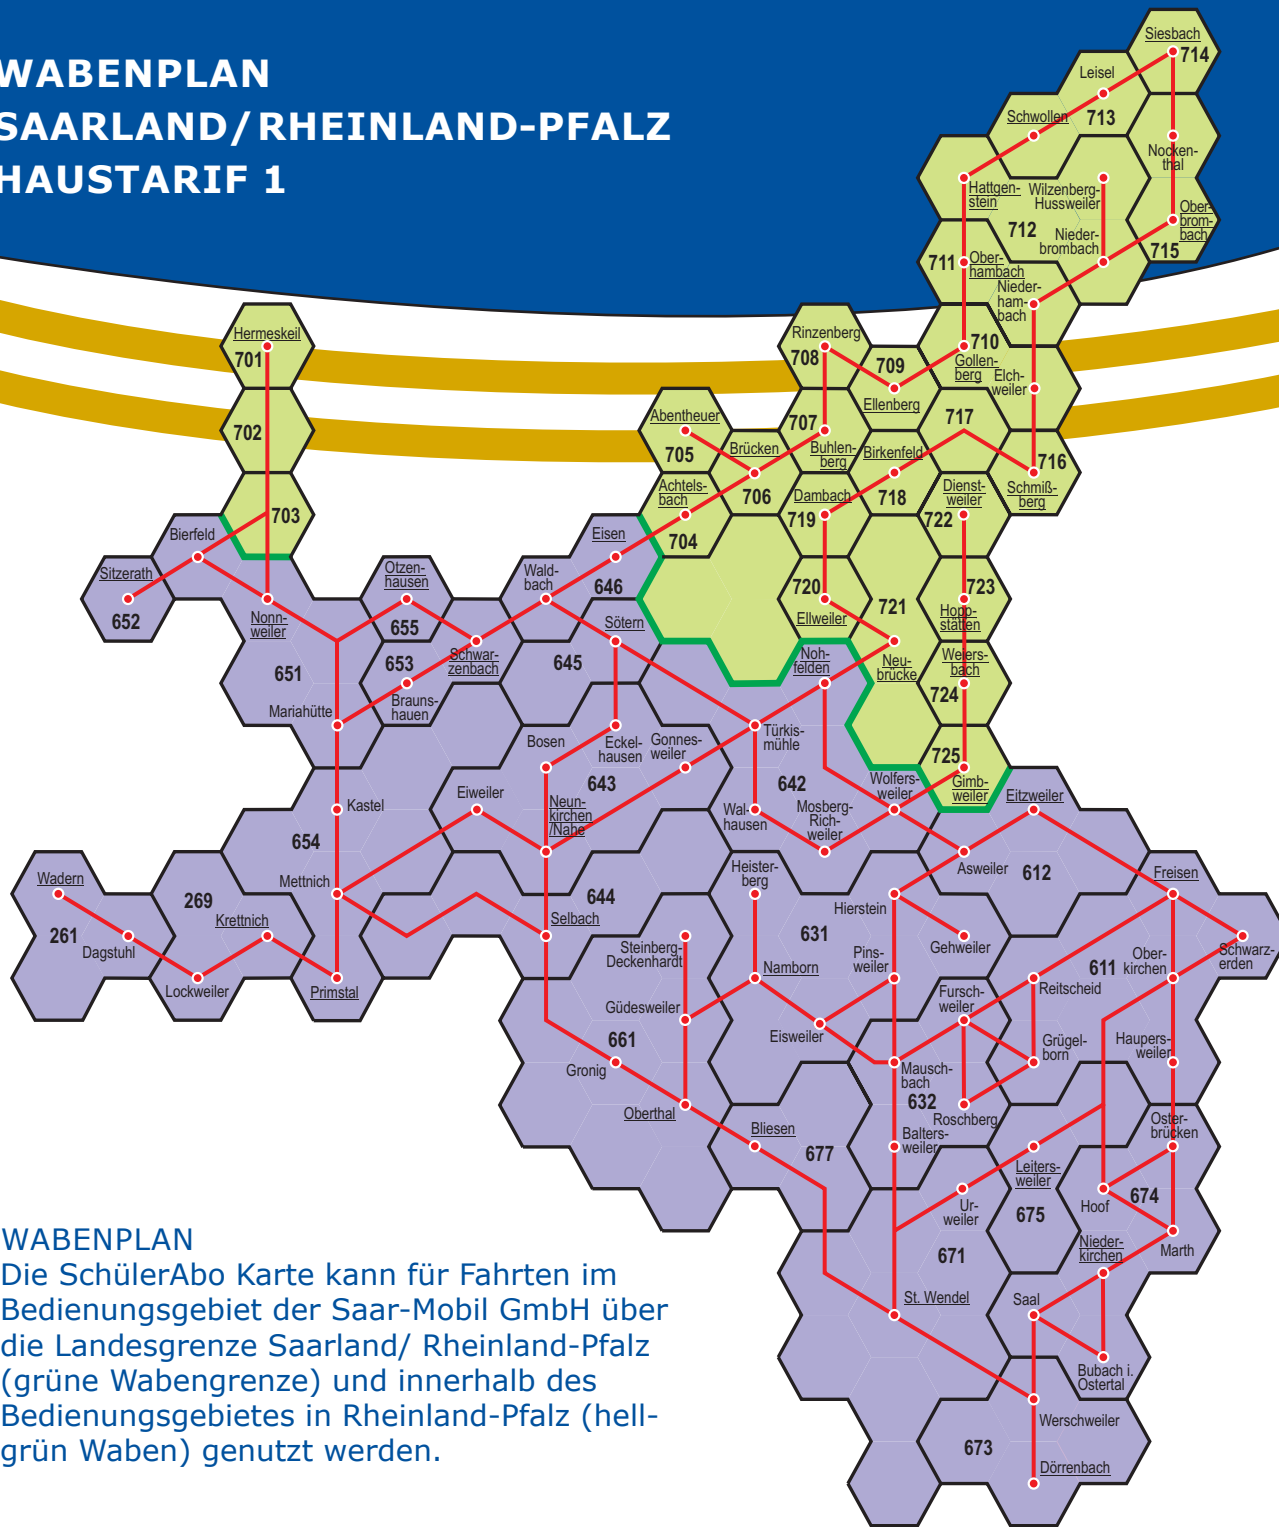 WABENPLAN
SAARLAND/RHEINLAND-PFALZ
HAUSTARIF 1
Siesbach
714
Leisel
713
Schwollen
Nocken-
thal
Hattgen-
stein
Wilzenberg-
Hussweiler
712
Nieder-
brombach
Ober-
brom-
bach
715
711
Ober-
hambach
Nieder-
ham-
bach
Hermeskeil
701
Rinzenberg
708
709
710
Gollen-
berg
Elch-
weiler
Ellenberg
702
Abentheuer
705
Brücken
707
Buhlen-
berg
Birkenfeld
717
716
Schmiß-
berg
Achtels-
bach
706
Dambach
718
Dienst-
weiler
703
704
719
722
Bierfeld
Eisen
646
Sitzerath
652
Otzen-
hausen
655
Wald-
bach
720
Ellweiler
721
723
Hopp-
stätten
Nonn-
weiler
Sötern
651
653
Schwar-
zenbach
645
Noh-
felden
Neu-
brücke
Weiers-
bach
724
Mariahütte
Brauns-
hauen
Bosen
Eckel-
hausen
Gonnes-
weiler
Türkis-
mühle
725
Gimb-
weiler
Kastel
Eiweiler
Neun-
kirchen
/Nahe
643
642
Wal-
hausen
Mosberg-
Rich-
weiler
Wolfers-
weiler
Eitzweiler
654
Mettnich
Asweiler
612
Freisen
Wadern
261
Dagstuhl
269
Krettnich
Lockweiler
Primstal
Selbach
644
Heister-
berg
631
Hierstein
Gehweiler
Steinberg-
Deckenhardt
Namborn
Pins-
weiler
611
Ober-
kirchen
Schwarz-
erden
Reitscheid
Güdesweiler
Eisweiler
Fursch-
weiler
661
Gronig
Mausch-
bach
Grügel-
born
Haupers-
weiler
Oberthal
632
Roschberg
Bliesen
677
Balters-
weiler
Oster-
brücken
Leiters-
weiler
675
Hoof
674
Ur-
weiler
671
Nieder-
kirchen
Marth
St. Wendel
Saal
Bubach i.
Ostertal
Werschweiler
673
Dörrenbach
WABENPLAN
Die SchülerAbo Karte kann für Fahrten im
Bedienungsgebiet der Saar-Mobil GmbH über
die Landesgrenze Saarland/ Rheinland-Pfalz
(grüne Wabengrenze) und innerhalb des
Bedienungsgebietes in Rheinland-Pfalz (hell-
grün Waben) genutzt werden.